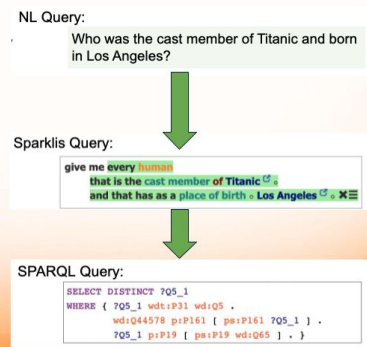 NL Query:
Who was the cast member of Titanic and born
in Los Angeles?
Sparklis Query:
give me every human
that is the cast member of Titanic
and that has as a place of birth Los Angeles
SPARQL Query:
SELECT DISTINCT ?Q5_1
WHERE { ?Q5_1 wdt:P31 wd:Q5 .
wd:Q44578 p:P161 [ ps:P161 ?Q5_1 ] .
?Q5_1 p:P19 [ ps:P19 wd:Q65 ] . }